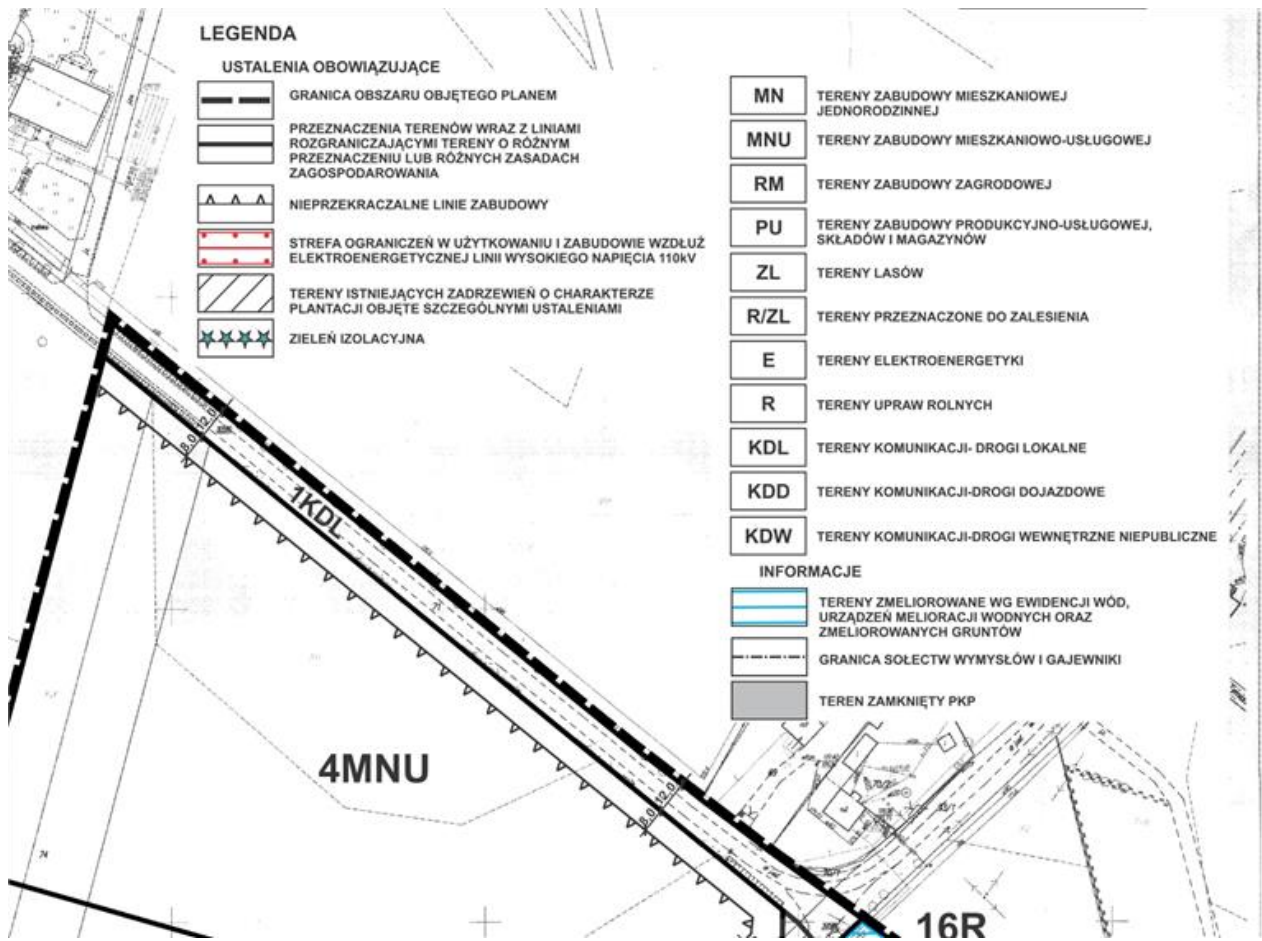 LEGENDA
USTALENIA OBOWIĄZUJĄCE
GRANICA OBSZARU OBJĘTEGO PLANEM
PRZEZNACZENIA TERENÓW WRAZ Z LINIAMI
ROZGRANICZAJĄCYMI TERENY O RÓŻNYM
PRZEZNACZENIU LUB RÓŻNYCH ZASADACH
ZAGOSPODAROWANIA
NIEPRZEKRACZALNE LINIE ZABUDOWY
STREFA OGRANICZEŃ W UŻYTKOWANIU I ZABUDOWIE WZDŁUŻ
ELEKTROENERGETYCZNEJ LINII WYSOKIEGO NAPIĘCIA 110kV
TERENY ISTNIEJĄCYCH ZADRZEWIEŃ O CHARAKTERZE
PLANTACJI OBJĘTE SZCZEGÓLNYMI USTALENIAMI
ZIELEŃ IZOLACYJNA
MN TERENY ZABUDOWY MIESZKANIOWEJ
JEDNORODZINNEJ
MNU TERENY ZABUDOWY MIESZKANIOWO-USŁUGOWEJ
RM TERENY ZABUDOWY ZAGRODOWEJ
PU TERENY ZABUDOWY PRODUKCYJNO-USŁUGOWEJ,
SKŁADÓW I MAGAZYNÓW
ZL TERENY LASÓW
R/ZL TERENY PRZEZNACZONE DO ZALESIENIA
E TERENY ELEKTROENERGETYKI
R TERENY UPRAW ROLNYCH
KDL TERENY KOMUNIKACJI- DROGI LOKALNE
KDD TERENY KOMUNIKACJI-DROGI DOJAZDOWE
KDW TERENY KOMUNIKACJI-DROGI WEWNĘTRZNE NIEPUBLICZNE
INFORMACJE
TERENY ZMELIOROWANE WG EWIDENCJI WÓD,
URZĄDZEŃ MELIORACJI WODNYCH ORAZ
ZMELIOROWANYCH GRUNTÓW
GRANICA SOŁECTW WYMYSŁÓW I GAJEWNIKI
TEREN ZAMKNIĘTY PKP
8.0 12.0
1KDL
4MNU
8.0 12.0
74
16R